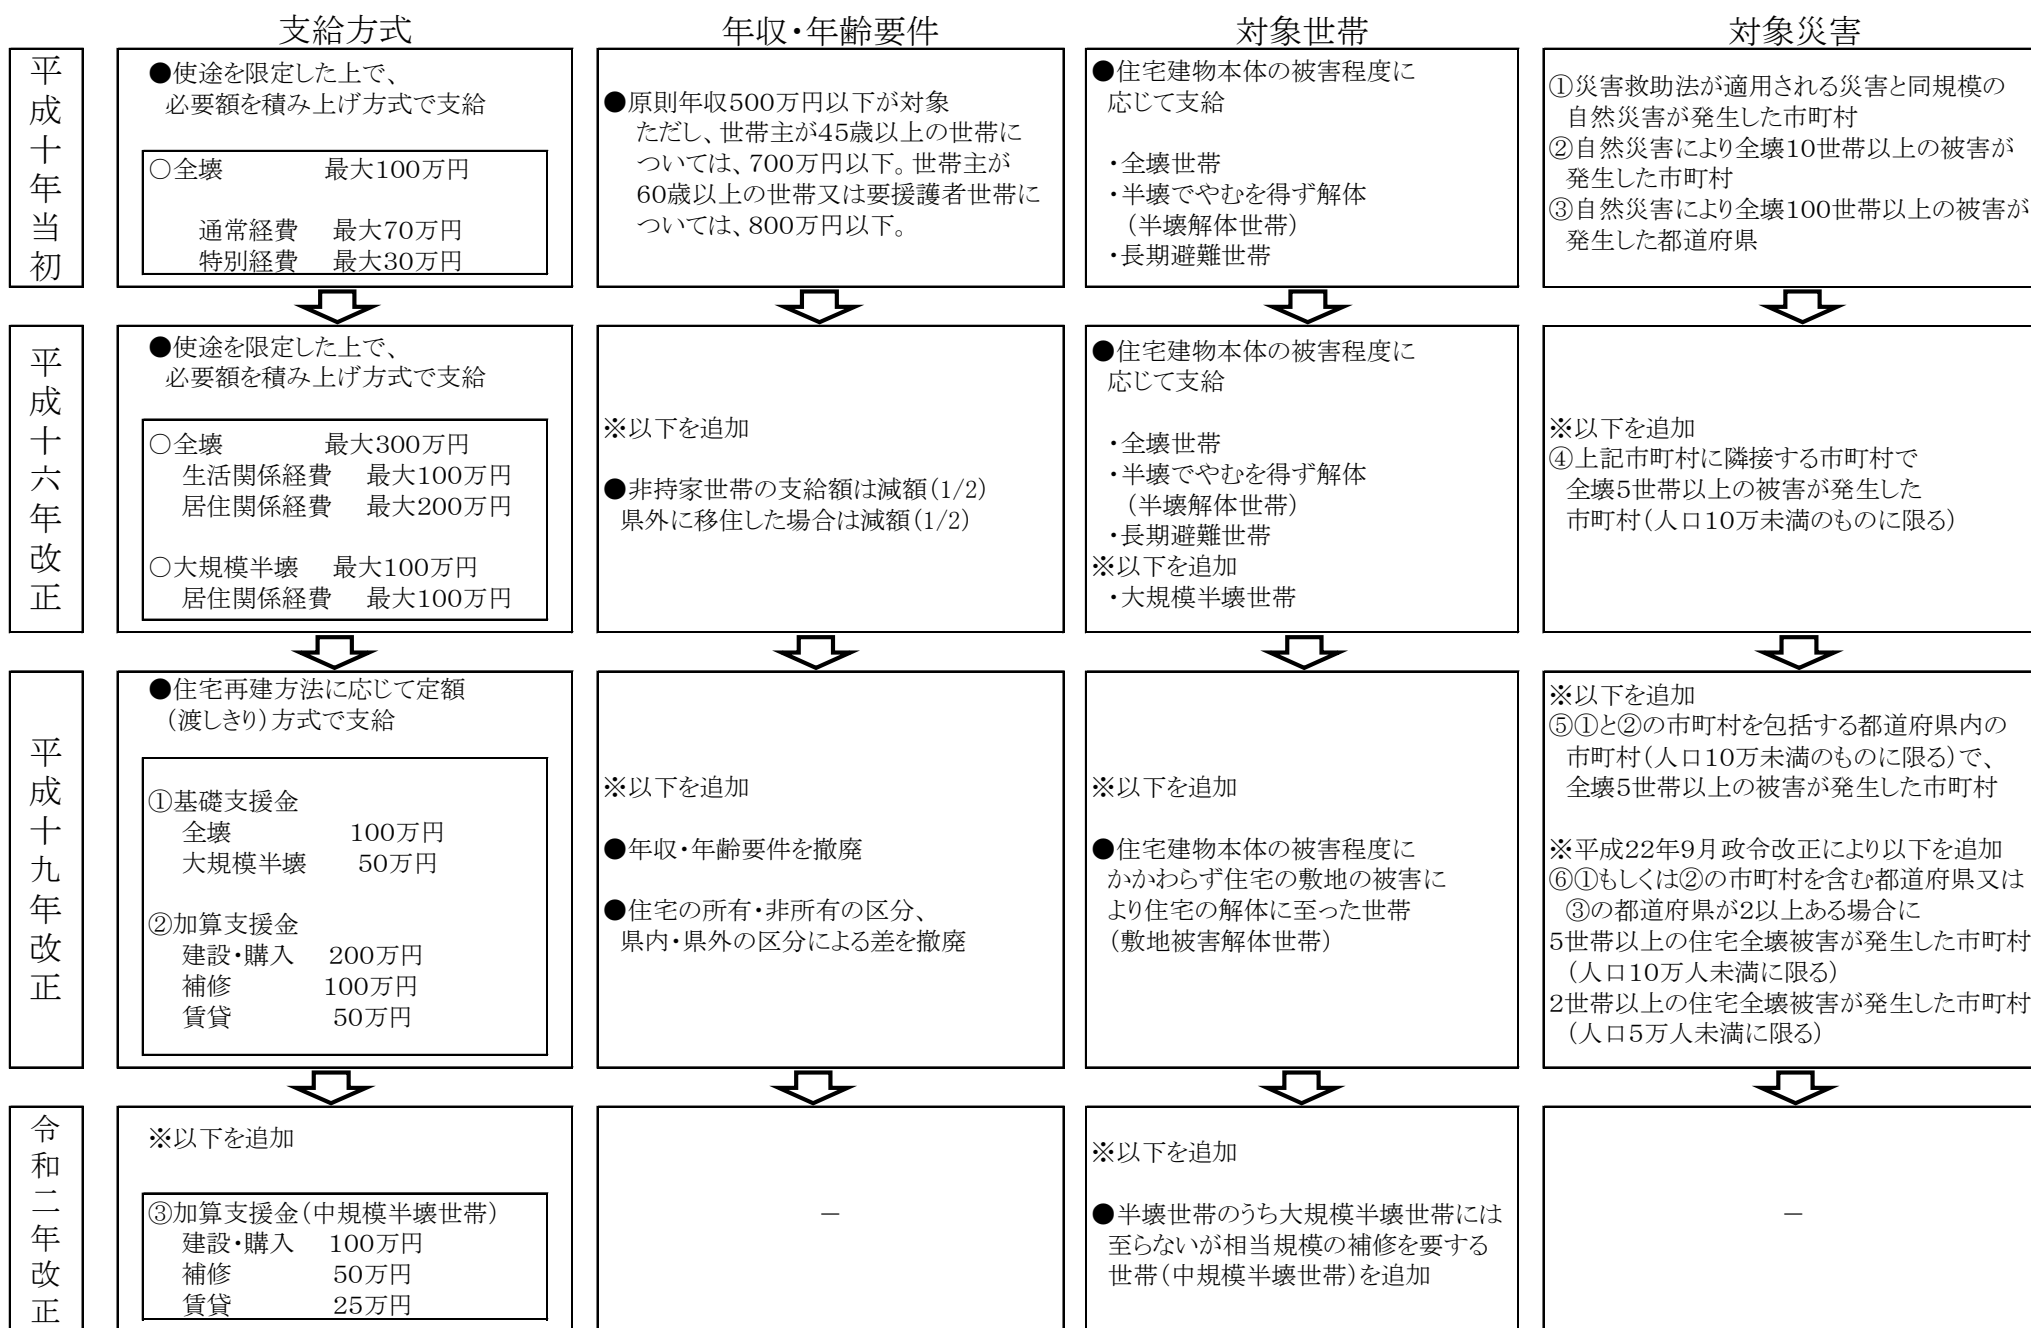 支給方式
年収・年齢要件
対象世帯
対象災害
平成十年当初
●使途を限定した上で、
必要額を積み上げ方式で支給
○全壊 最大100万円
通常経費 最大70万円
特別経費 最大30万円
●原則年収500万円以下が対象
ただし、世帯主が45歳以上の世帯に
ついては、700万円以下。世帯主が
60歳以上の世帯又は要援護者世帯に
ついては、800万円以下。
●住宅建物本体の被害程度に
応じて支給
・全壊世帯
・半壊でやむを得ず解体
(半壊解体世帯)
・長期避難世帯
①災害救助法が適用される災害と同規模の
自然災害が発生した市町村
②自然災害により全壊10世帯以上の被害が
発生した市町村
③自然災害により全壊100世帯以上の被害が
発生した都道府県
平成十六年改正
●使途を限定した上で、
必要額を積み上げ方式で支給
○全壊 最大300万円
生活関係経費 最大100万円
居住関係経費 最大200万円
○大規模半壊 最大100万円
居住関係経費 最大100万円
※以下を追加
●非持家世帯の支給額は減額(1/2)
県外に移住した場合は減額(1/2)
●住宅建物本体の被害程度に
応じて支給
・全壊世帯
・半壊でやむを得ず解体
(半壊解体世帯)
・長期避難世帯
※以下を追加
・大規模半壊世帯
※以下を追加
④上記市町村に隣接する市町村で
全壊5世帯以上の被害が発生した
市町村(人口10万未満のものに限る)
平成十九年改正
●住宅再建方法に応じて定額
(渡しきり)方式で支給
①基礎支援金
全壊 100万円
大規模半壊 50万円
②加算支援金
建設・購入 200万円
補修 100万円
賃貸 50万円
※以下を追加
●年収・年齢要件を撤廃
●住宅の所有・非所有の区分、
県内・県外の区分による差を撤廃
※以下を追加
●住宅建物本体の被害程度に
かかわらず住宅の敷地の被害に
より住宅の解体に至った世帯
(敷地被害解体世帯)
※以下を追加
⑤①と②の市町村を包括する都道府県内の
市町村(人口10万未満のものに限る)で、
全壊5世帯以上の被害が発生した市町村
※平成22年9月政令改正により以下を追加
⑥①もしくは②の市町村を含む都道府県又は
③の都道府県が2以上ある場合に
5世帯以上の住宅全壊被害が発生した市町村
(人口10万人未満に限る)
2世帯以上の住宅全壊被害が発生した市町村
(人口5万人未満に限る)
令和二年改正
※以下を追加
③加算支援金(中規模半壊世帯)
建設・購入 100万円
補修 50万円
賃貸 25万円
－
※以下を追加
●半壊世帯のうち大規模半壊世帯には
至らないが相当規模の補修を要する
世帯(中規模半壊世帯)を追加
－